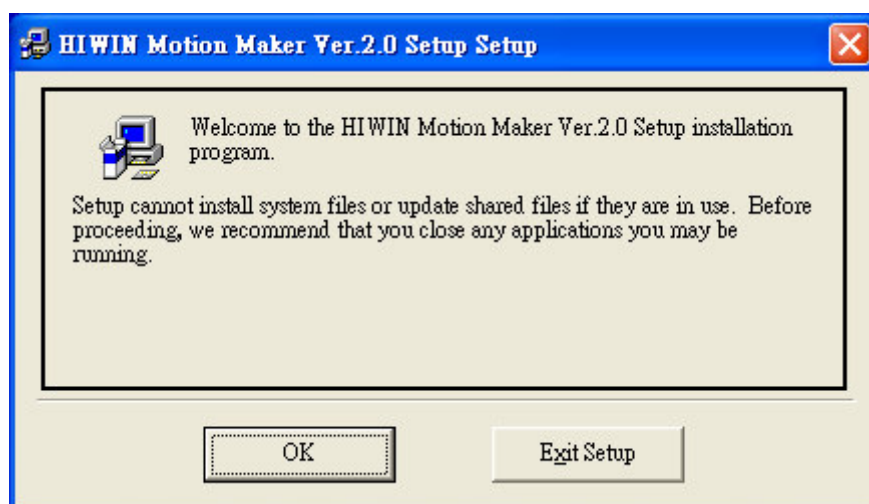 HIWIN Motion Maker Ver.2.0 Setup Setup
Welcome to the HIWIN Motion Maker Ver.2.0 Setup installation
program.
Setup cannot install system files or update shared files if they are in use. Before
proceeding, we recommend that you close any applications you may be
running.
OK
Exit Setup